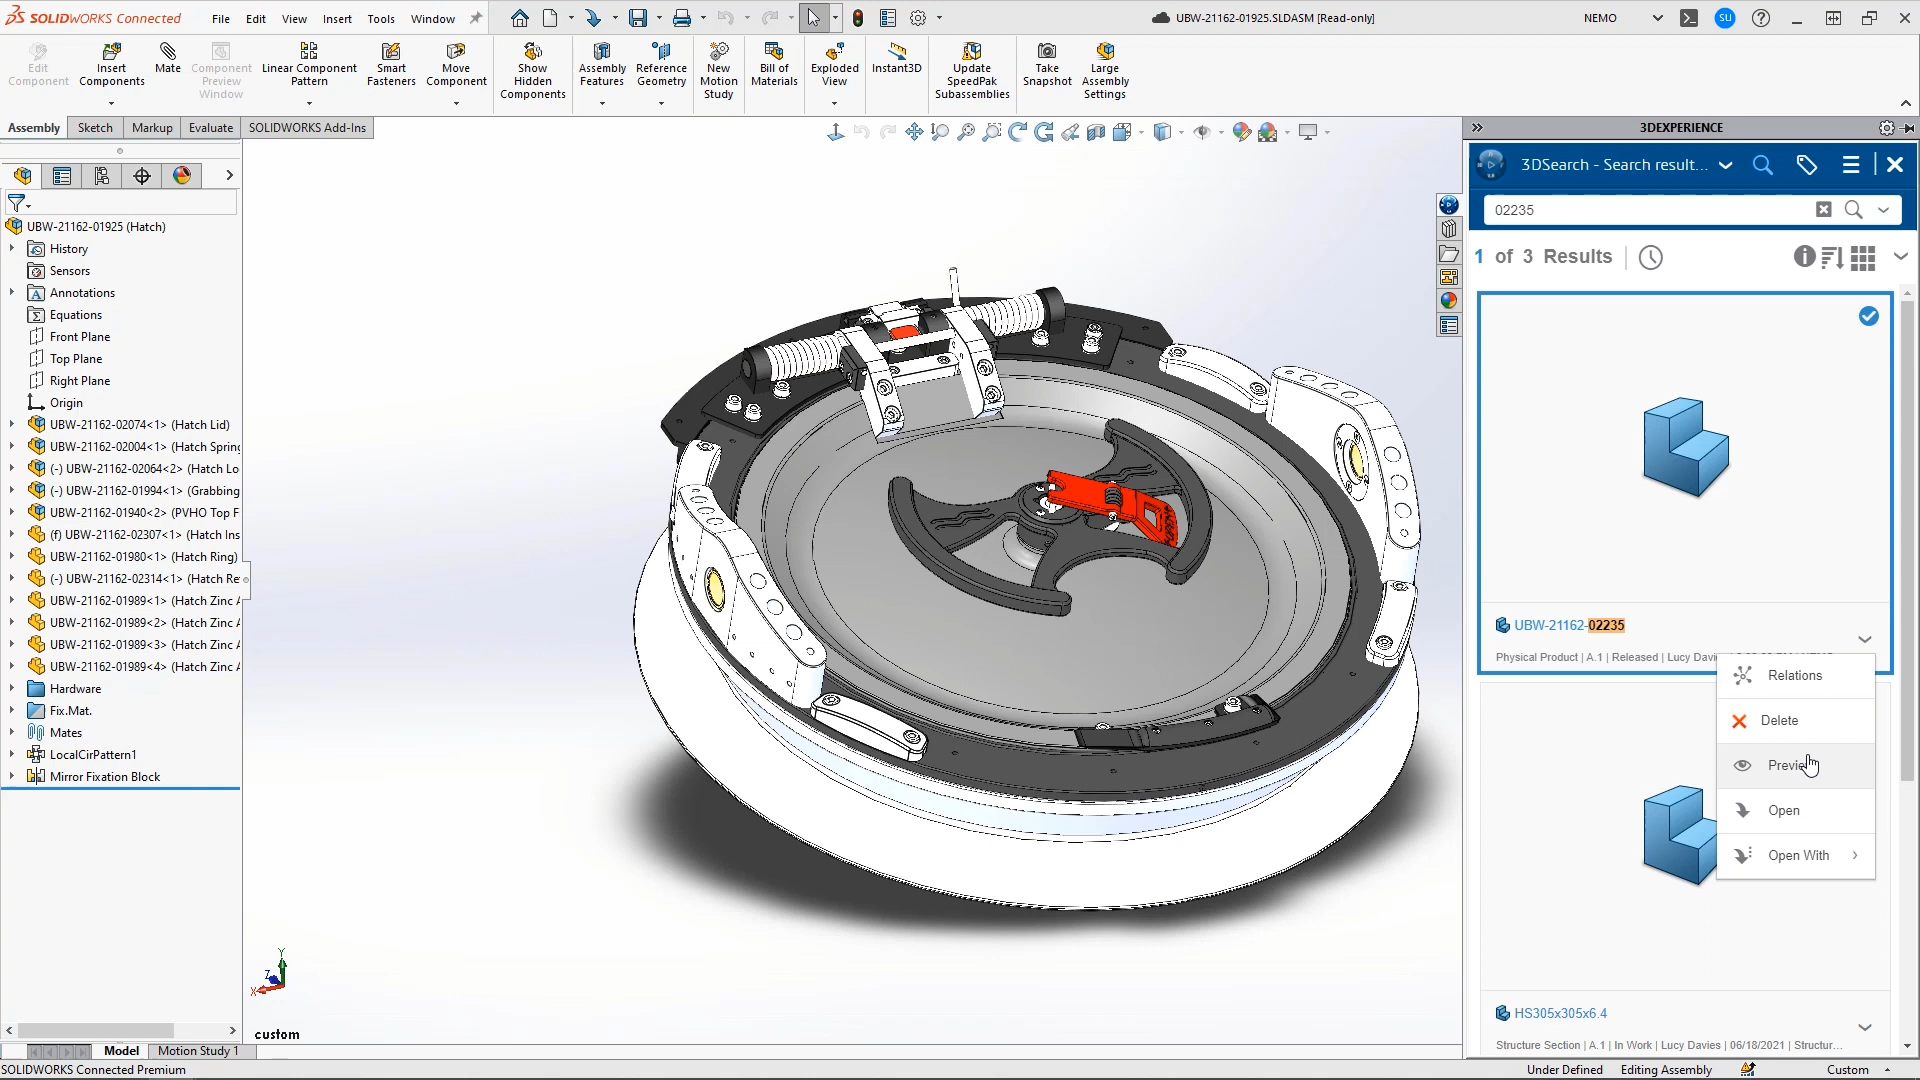 SOLIDWORKS Connected File Edit View Insert Tools Window UBW-21162-01925.SLDASM [Read-only] NEMO SU
Edit Component
Insert Components
Mate
Component Preview Window
Linear Component Pattern
Smart Fasteners
Move Component
Show Hidden Components
Assembly Features
Reference Geometry
New Motion Study
Bill of Materials
Exploded View
Instant3D
Update SpeedPak Subassemblies
Take Snapshot
Large Assembly Settings
Assembly Sketch Markup Evaluate SOLIDWORKS Add-Ins
UBW-21162-01925 (Hatch)
History
Sensors
Annotations
Equations
Front Plane
Top Plane
Right Plane
Origin
UBW-21162-02074<1> (Hatch Lid)
UBW-21162-02004<1> (Hatch Spring
(-) UBW-21162-02064<2> (Hatch Lo
(-) UBW-21162-01994<1> (Grabbing
UBW-21162-01940<2> (PVHO Top F
(f) UBW-21162-02307<1> (Hatch Ins
UBW-21162-01980<1> (Hatch Ring)
(-) UBW-21162-02314<1> (Hatch Re
UBW-21162-01989<1> (Hatch Zinc A
UBW-21162-01989<2> (Hatch Zinc A
UBW-21162-01989<3> (Hatch Zinc A
UBW-21162-01989<4> (Hatch Zinc A
Hardware
Fix.Mat.
Mates
LocalCirPattern1
Mirror Fixation Block
Y
Z
X
custom
3DEXPERIENCE
3DSearch - Search result...
02235
1 of 3 Results
UBW-21162-02235
Physical Product | A.1 | Released | Lucy Davie
Relations
Delete
Previe
Open
Open With
HS305x305x6.4
Structure Section | A.1 | In Work | Lucy Davies | 06/18/2021 | Structur...
Model Motion Study 1
SOLIDWORKS Connected Premium Under Defined Editing Assembly Custom